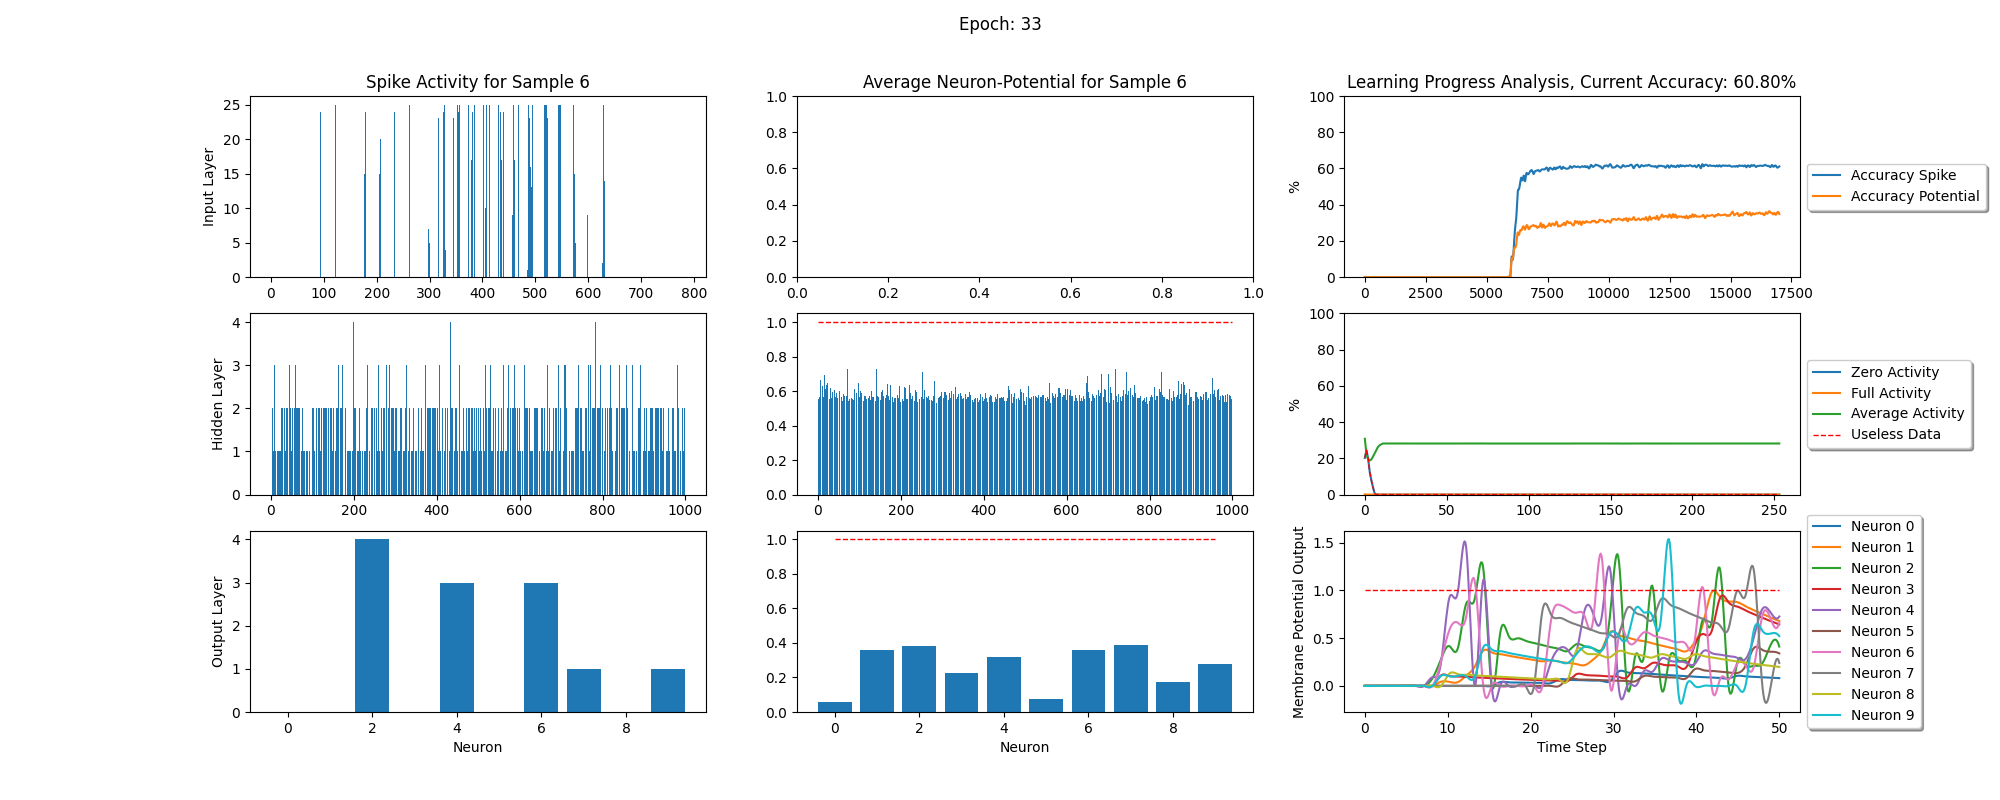 Epoch: 33
Spike Activity for Sample 6
Average Neuron-Potential for Sample 6
Learning Progress Analysis, Current Accuracy: 60.80%
Input Layer
25
20
15
10
5
0
0 100 200 300 400 500 600 700 800
1.0
0.8
0.6
0.4
0.2
0.0
0.0 0.2 0.4 0.6 0.8 1.0
%
100
80
60
40
20
0
0 2500 5000 7500 10000 12500 15000 17500
Accuracy Spike
Accuracy Potential
Hidden Layer
4
3
2
1
0
0 200 400 600 800 1000
1.0
0.8
0.6
0.4
0.2
0.0
0 200 400 600 800 1000
%
100
80
60
40
20
0
0 50 100 150 200 250
Zero Activity
Full Activity
Average Activity
Useless Data
Output Layer
4
3
2
1
0
0 2 4 6 8
Neuron
1.0
0.8
0.6
0.4
0.2
0.0
0 2 4 6 8
Neuron
Membrane Potential Output
1.5
1.0
0.5
0.0
0 10 20 30 40 50
Time Step
Neuron 0
Neuron 1
Neuron 2
Neuron 3
Neuron 4
Neuron 5
Neuron 6
Neuron 7
Neuron 8
Neuron 9